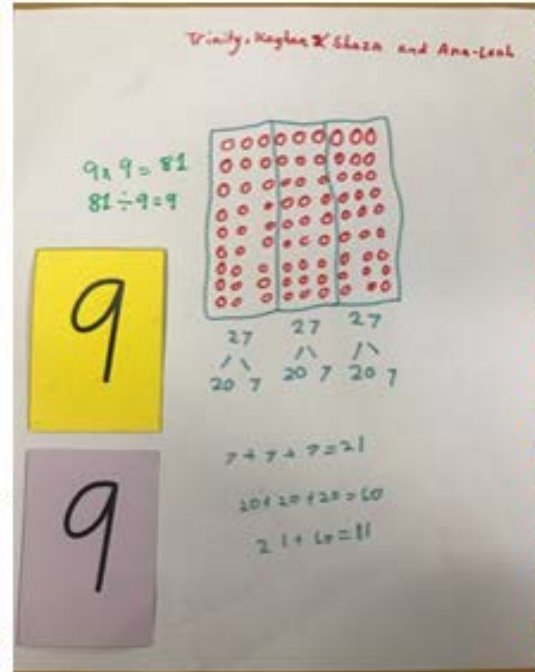 Trinity, Kaghan & Shaza and Ana-Leah
9x9=81
81÷9=9
9
27 27 27
20 7 20 7 20 7
7+7+7=21
20+20+20=60
21+60=81
9